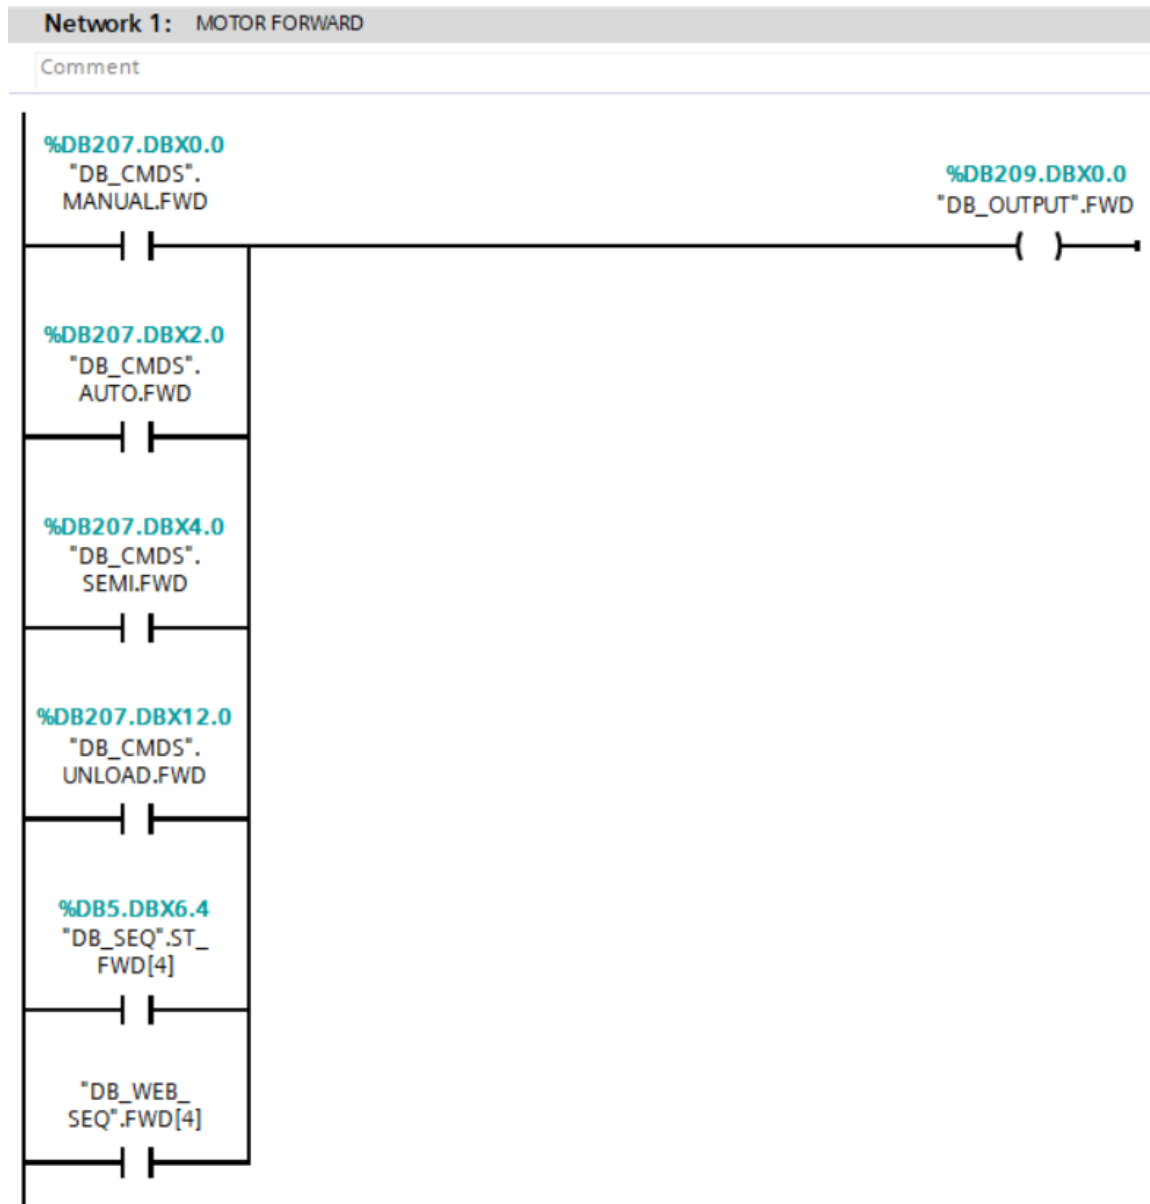 Network 1: MOTOR FORWARD
Comment
%DB207.DBX0.0
"DB_CMDS".
MANUAL.FWD
%DB209.DBX0.0
"DB_OUTPUT".FWD
%DB207.DBX2.0
"DB_CMDS".
AUTO.FWD
%DB207.DBX4.0
"DB_CMDS".
SEMI.FWD
%DB207.DBX12.0
"DB_CMDS".
UNLOAD.FWD
%DB5.DBX6.4
"DB_SEQ".ST_
FWD[4]
"DB_WEB_
SEQ".FWD[4]